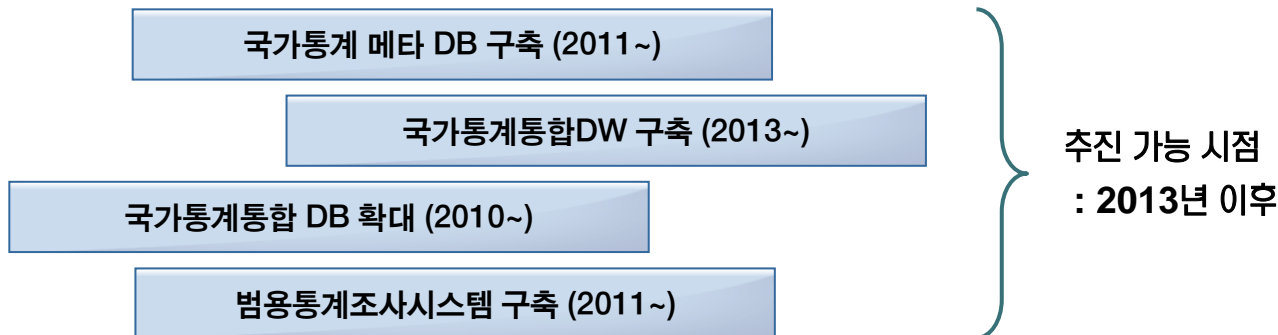 국가통계 메타 DB 구축 (2011~)
국가통계통합DW 구축 (2013~)
국가통계통합 DB 확대 (2010~)
범용통계조사시스템 구축 (2011~)
추진 가능 시점
: 2013년 이후